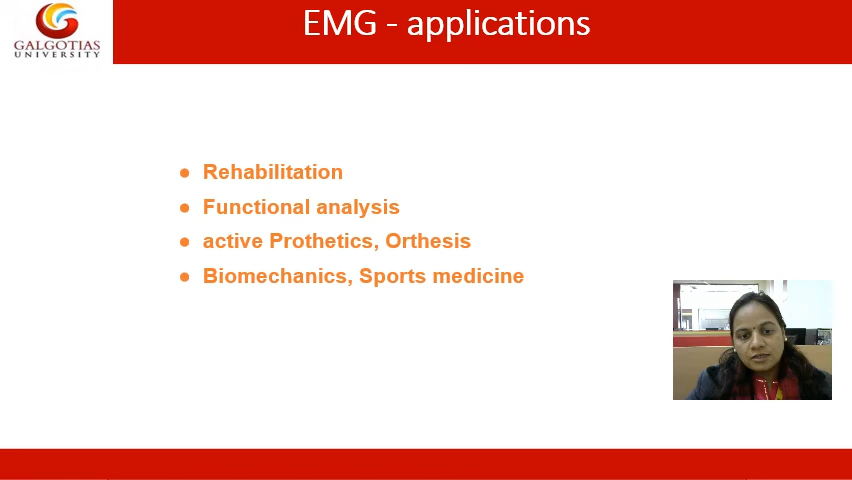 EMG - applications
GALGOTIAS
UNIVERSITY
● Rehabilitation
● Functional analysis
● active Prothetics, Orthesis
● Biomechanics, Sports medicine